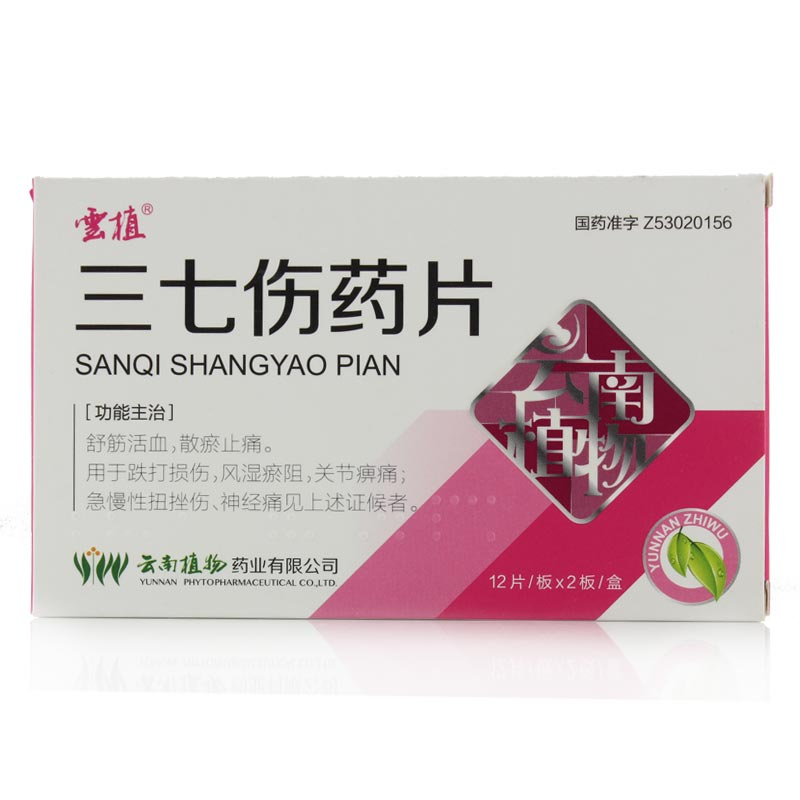 雲植®
国药准字 Z53020156
三七伤药片
SANQI SHANGYAO PIAN
[功能主治]
舒筋活血,散瘀止痛。
用于跌打损伤,风湿瘀阻,关节痹痛;
急慢性扭挫伤、神经痛见上述证候者。
云南
植物
YUNNAN ZHIWU
云南植物药业有限公司
YUNNAN PHYTOPHARMACEUTICAL CO.,LTD.
12片/板x2板/盒